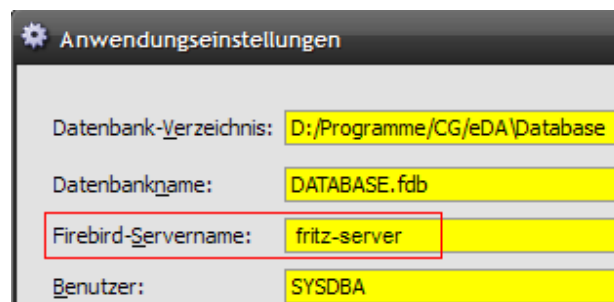 Anwendungseinstellungen
Datenbank-Verzeichnis: D:/Programme/CG/eDA\Database
Datenbankname: DATABASE.fdb
Firebird-Servername: fritz-server
Benutzer: SYSDBA